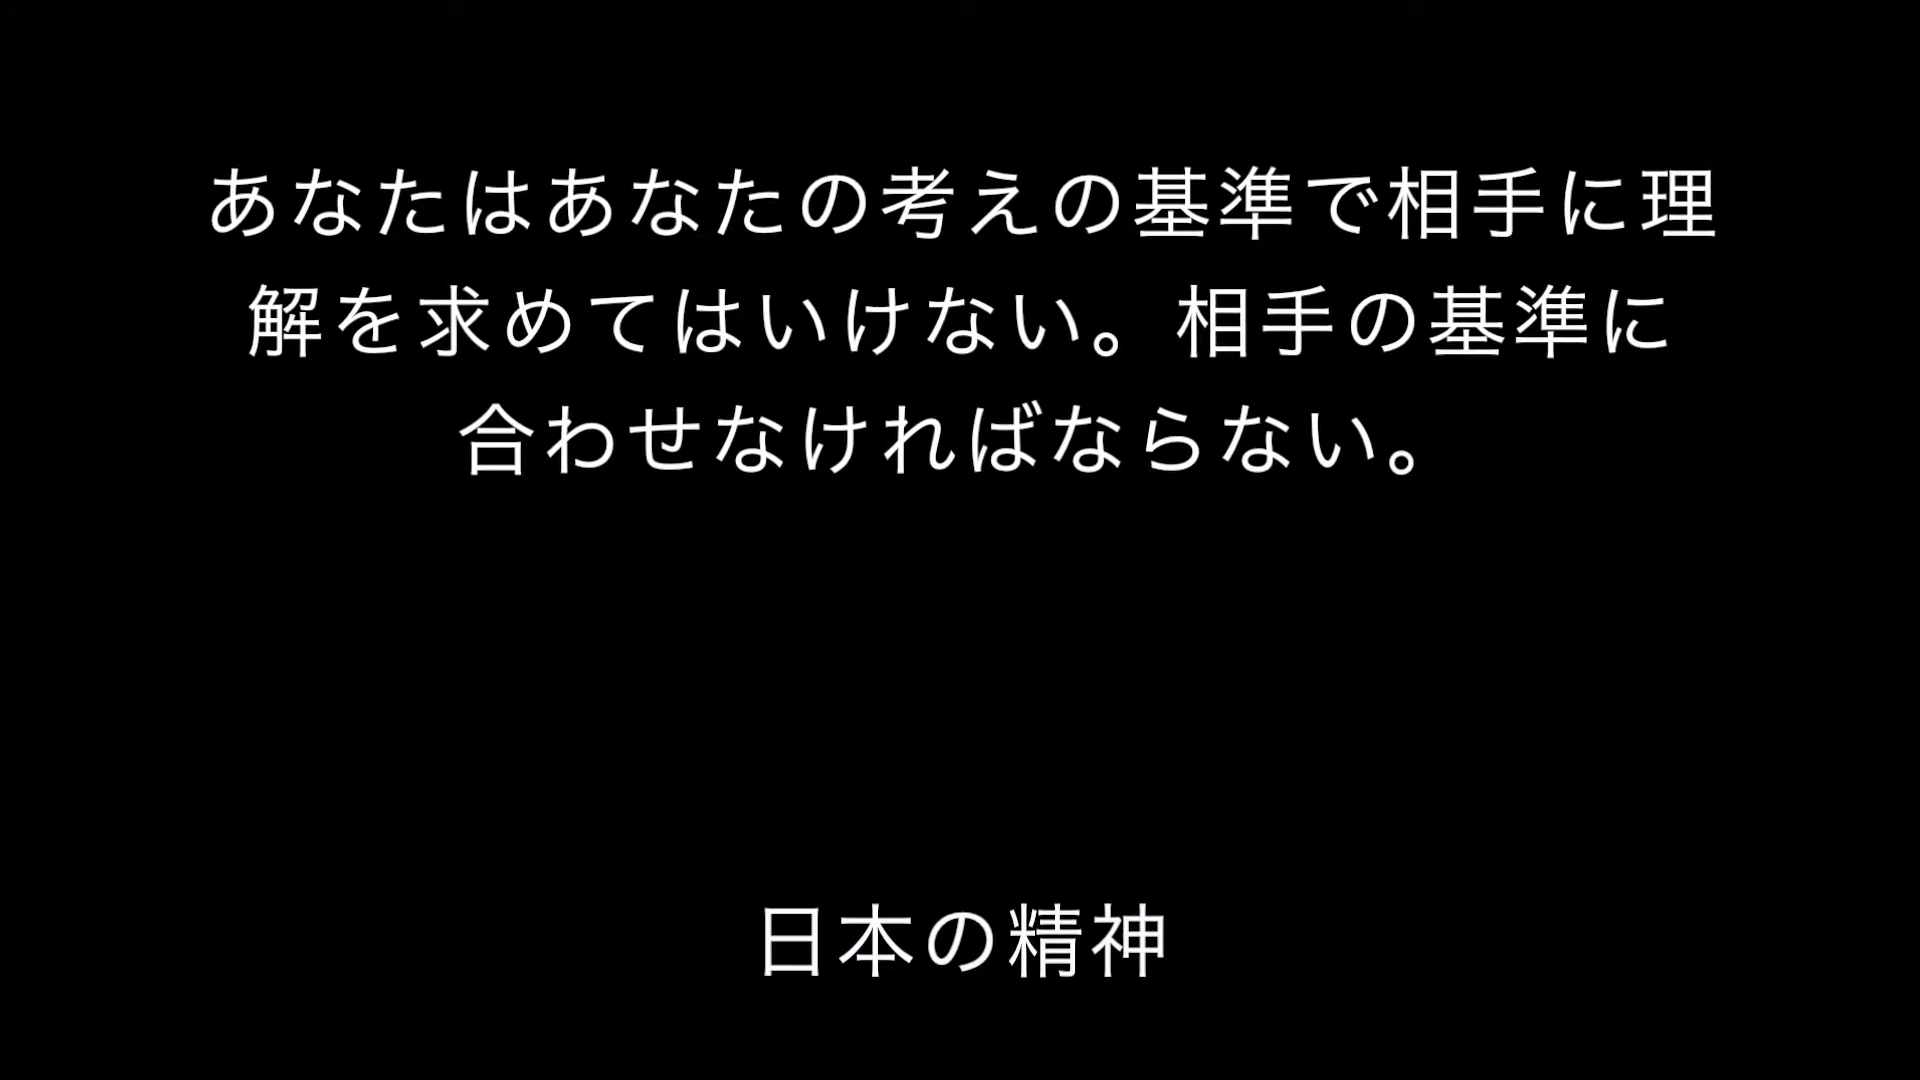 あなたはあなたの考えの基準で相手に理
解を求めてはいけない。相手の基準に
合わせなければならない。
日本の精神